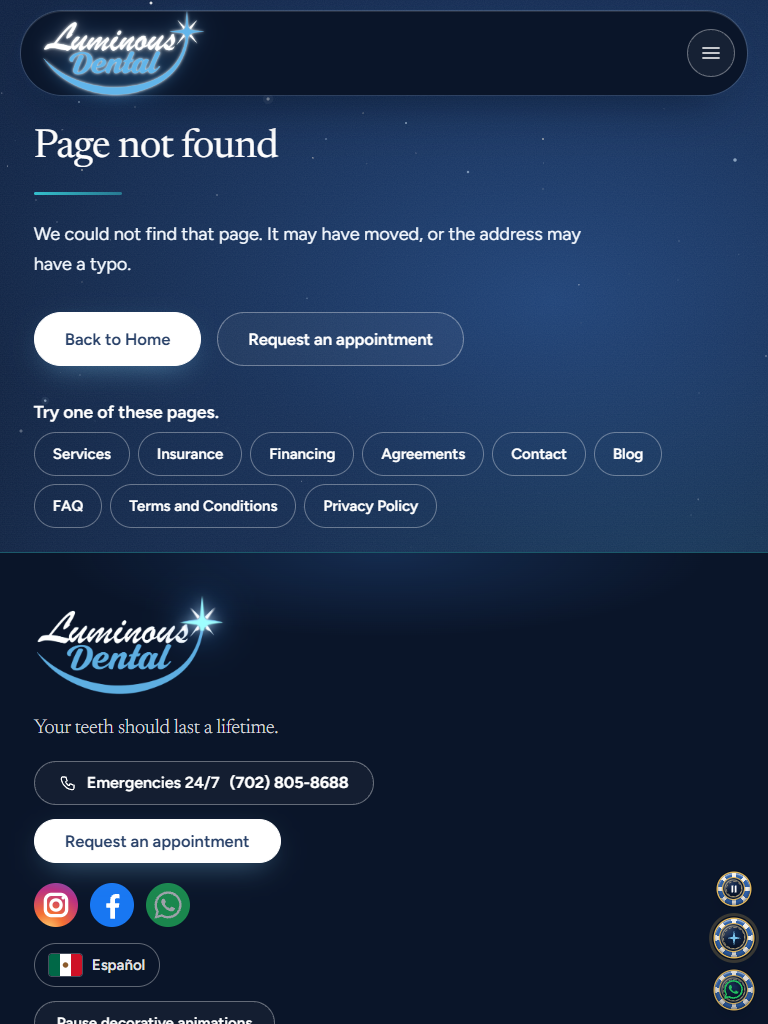 Luminous
Dental
Page not found
We could not find that page. It may have moved, or the address may
have a typo.
Back to Home
Request an appointment
Try one of these pages.
Services
Insurance
Financing
Agreements
Contact
Blog
FAQ
Terms and Conditions
Privacy Policy
Luminous
Dental
Your teeth should last a lifetime.
Emergencies 24/7 (702) 805-8688
Request an appointment
Español
Pause decorative animations